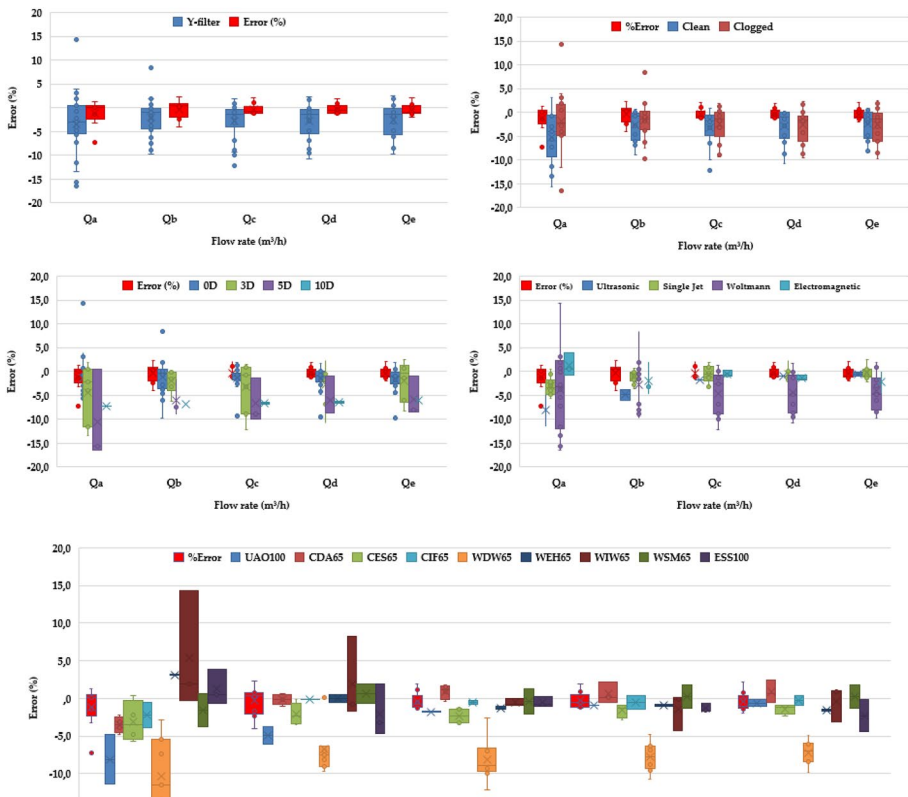 Y-filter Error (%)
20
15
10
5
-5
-10
-15
20
Error (%)
Qa Qb Qc Qd Qe
Flow rate (m³/h)
%Error Clean Clogged
20,0
15,0
10,0
5,0
,0
-5,0
-10,0
-15,0
20,0
Error (%)
Qa Qb Qc Qd Qe
Flow rate (m³/h)
Error (%) 0D 3D 5D 10D
20,0
15,0
10,0
5,0
,0
-5,0
-10,0
-15,0
-20,0
Error (%)
Qa Qb Qc Qd Qe
Flow rate (m³/h)
Error (%) Ultrasonic Single Jet Woltmann Electromagnetic
20,0
15,0
10,0
5,0
,0
-5,0
-10,0
-15,0
-20,0
Error (%)
Qa Qb Qc Qd Qe
Flow rate (m³/h)
%Error UAO100 CDA65 CES65 CIF65 WDW65 WEH65 WIW65 WSM65 ESS100
20,0
15,0
10,0
5,0
,0
-5,0
-10,0
Error (%)